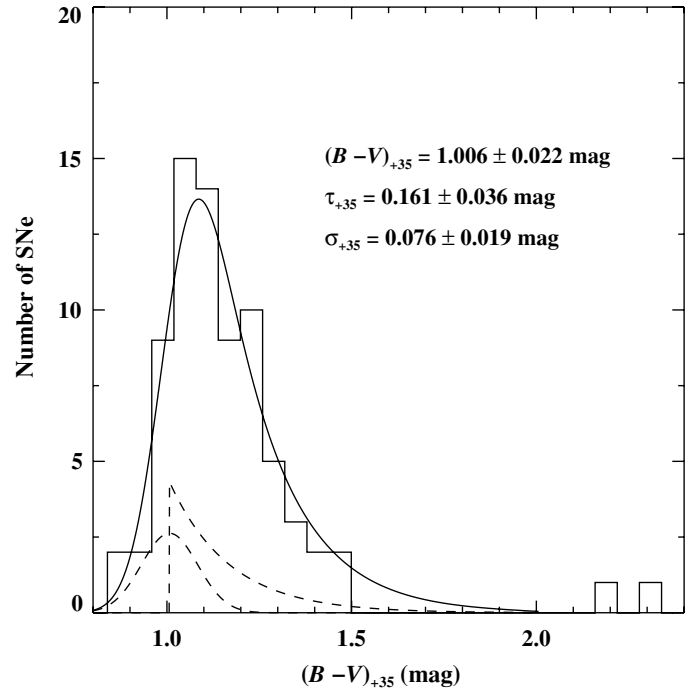 20
15
10
5
0
Number of SNe
(B −V)+35 = 1.006 ± 0.022 mag
τ+35 = 0.161 ± 0.036 mag
σ+35 = 0.076 ± 0.019 mag
1.0 1.5 2.0
(B −V)+35 (mag)